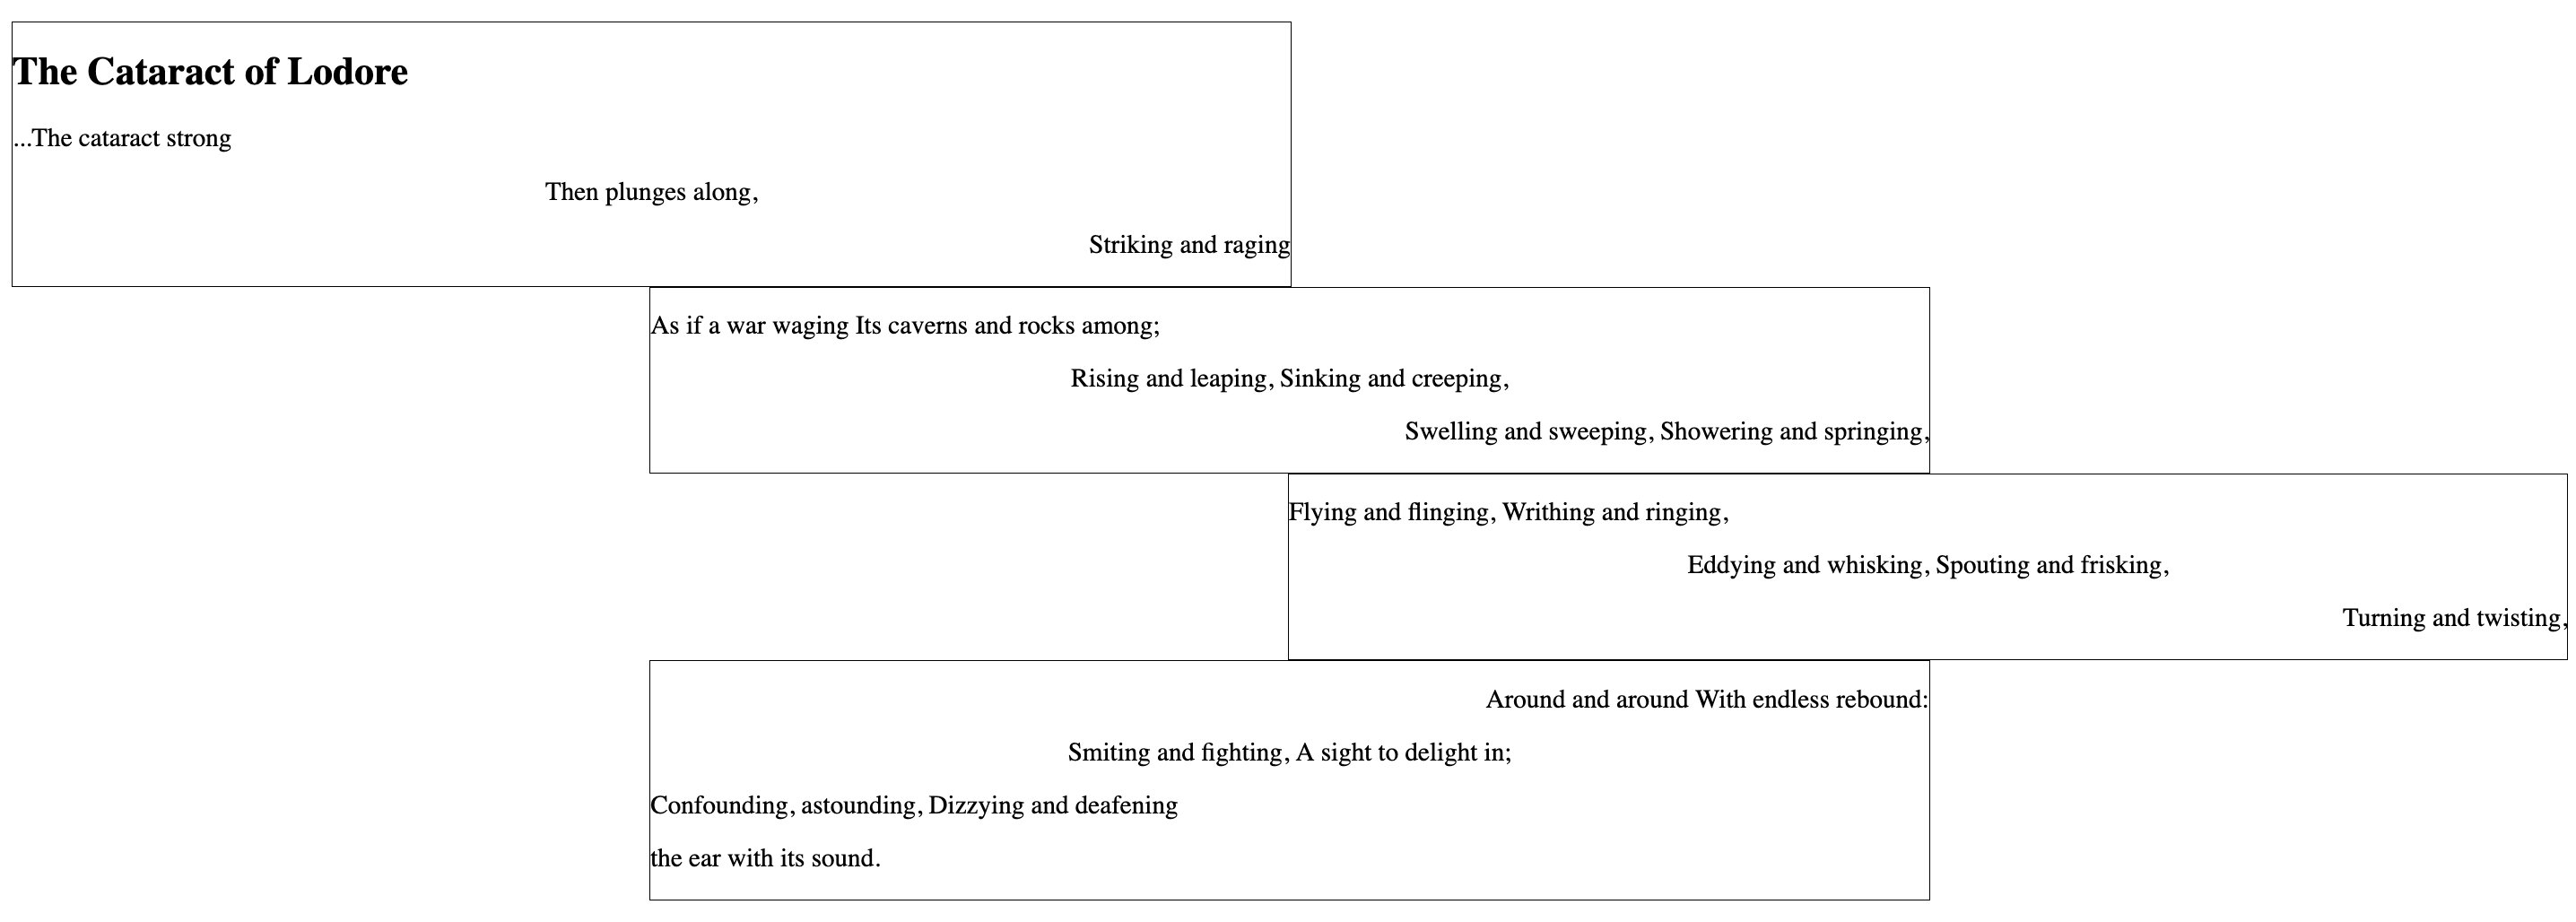 The Cataract of Lodore
...The cataract strong
Then plunges along,
Striking and raging
As if a war waging Its caverns and rocks among;
Rising and leaping, Sinking and creeping,
Swelling and sweeping, Showering and springing,
Flying and flinging, Writhing and ringing,
Eddying and whisking, Spouting and frisking,
Turning and twisting,
Around and around With endless rebound:
Smiting and fighting, A sight to delight in;
Confounding, astounding, Dizzying and deafening
the ear with its sound.